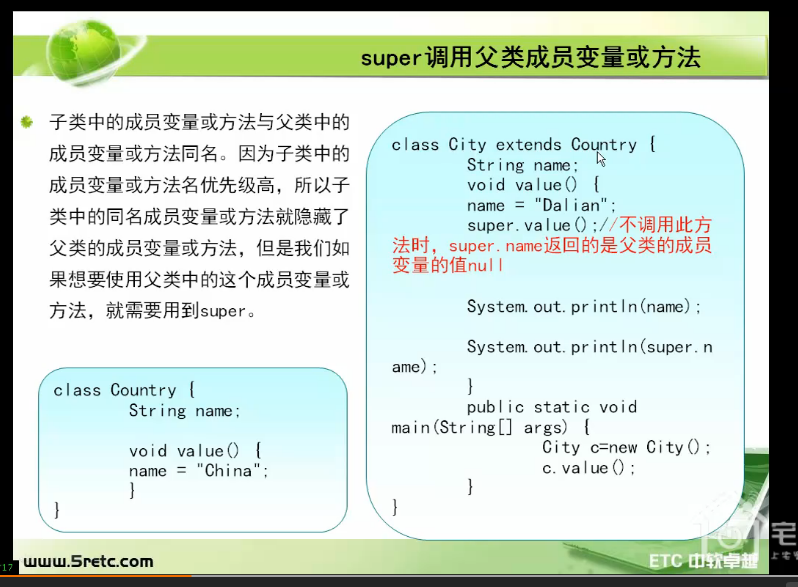 super调用父类成员变量或方法
子类中的成员变量或方法与父类中的
成员变量或方法同名。因为子类中的
成员变量或方法名优先级高，所以子
类中的同名成员变量或方法就隐藏了
父类的成员变量或方法，但是我们如
果想要使用父类中的这个成员变量或
方法，就需要用到super。
class Country {
String name;
void value() {
name = "China";
}
}
class City extends Country {
String name;
void value() {
name = "Dalian";
super.value();//不调用此方
法时，super.name返回的是父类的成员
变量的值null
System.out.println(name);
System.out.println(super.n
ame);
}
public static void
main(String[] args) {
City c=new City();
c.value();
}
}
17
www.5retc.com
ETC 中软卓越
宅